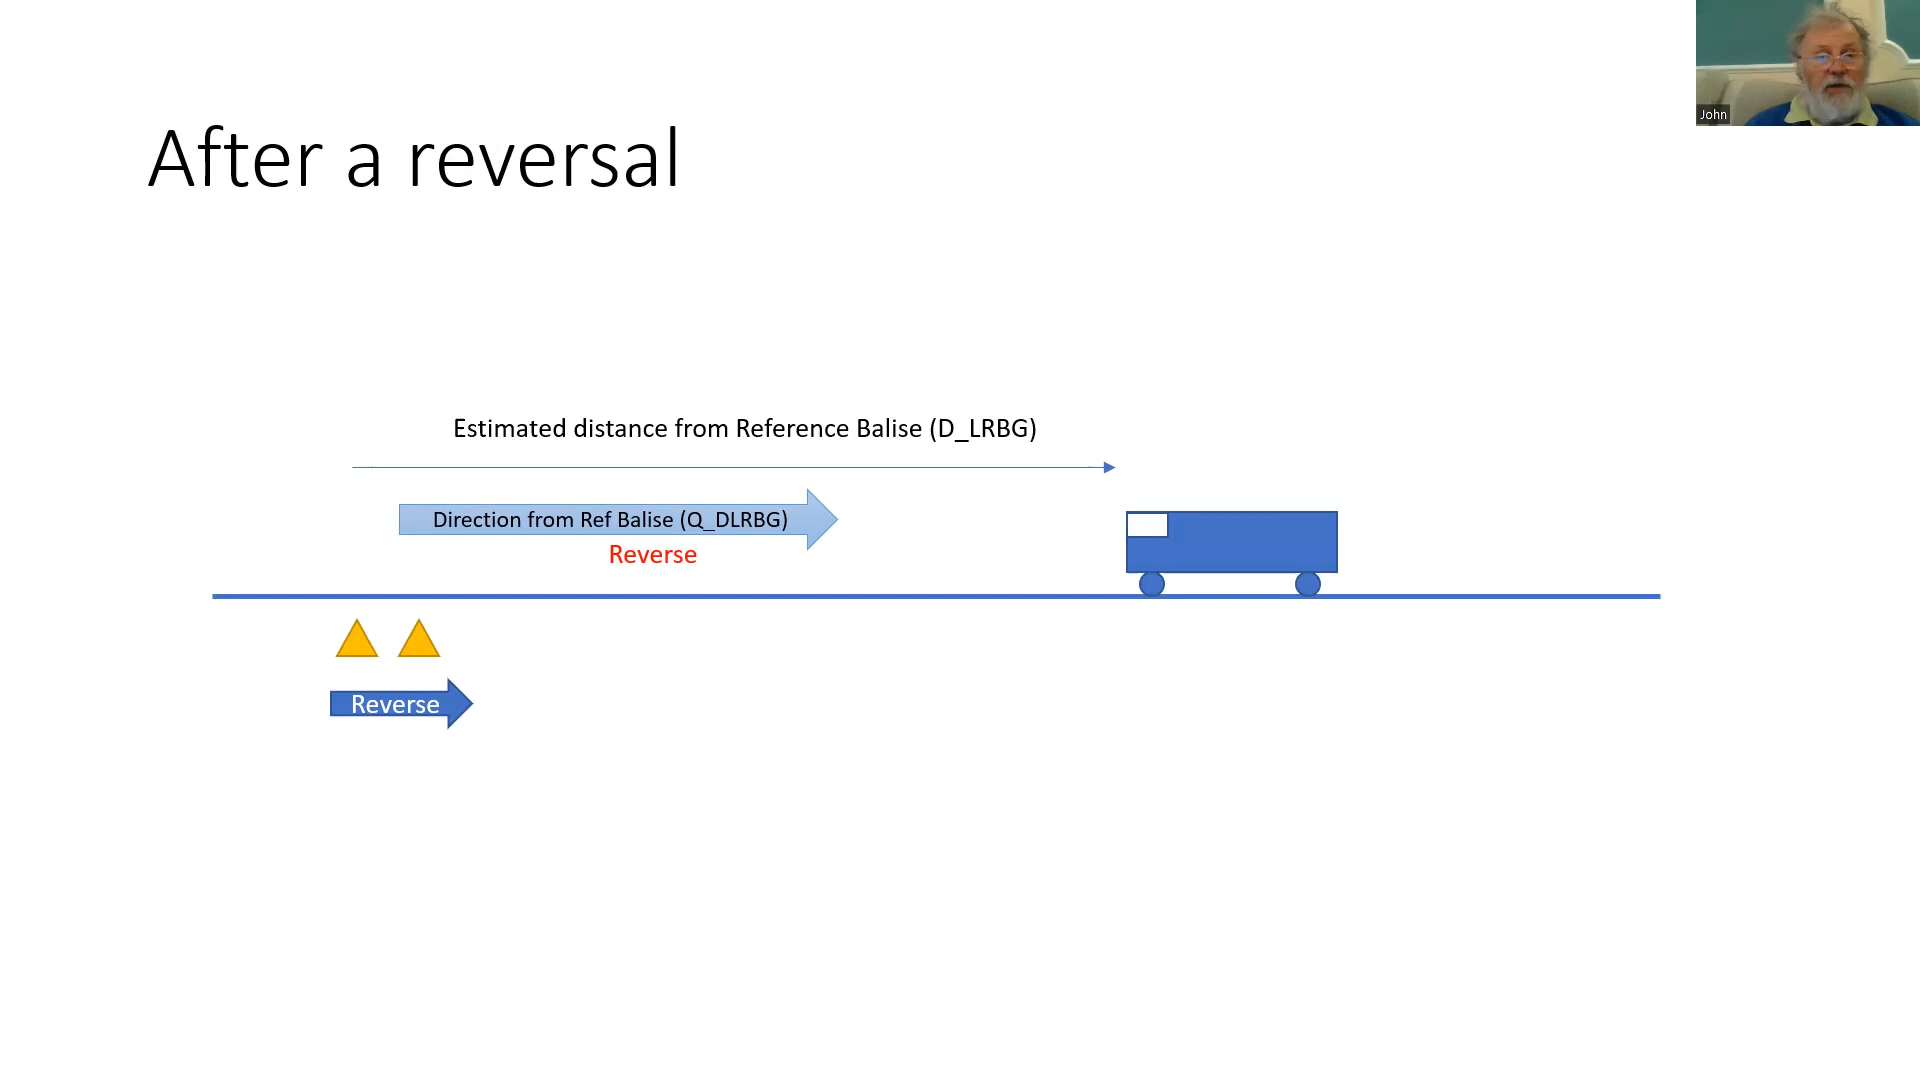 John
After a reversal
Estimated distance from Reference Balise (D_LRBG)
Direction from Ref Balise (Q_DLRBG)
Reverse
Reverse